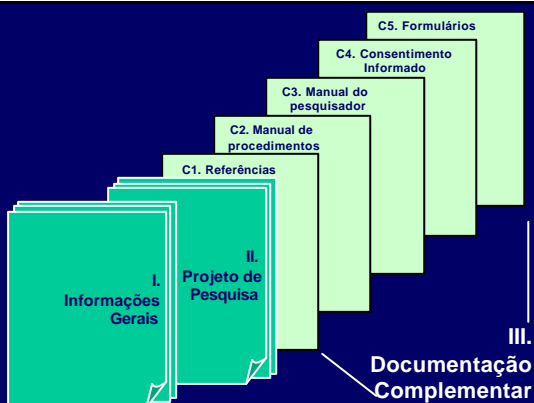 C5. Formulários
C4. Consentimento
Informado
C3. Manual do
pesquisador
C2. Manual de
procedimentos
C1. Referências
II.
Projeto de
Pesquisa
I.
Informações
Gerais
III.
Documentação
Complementar